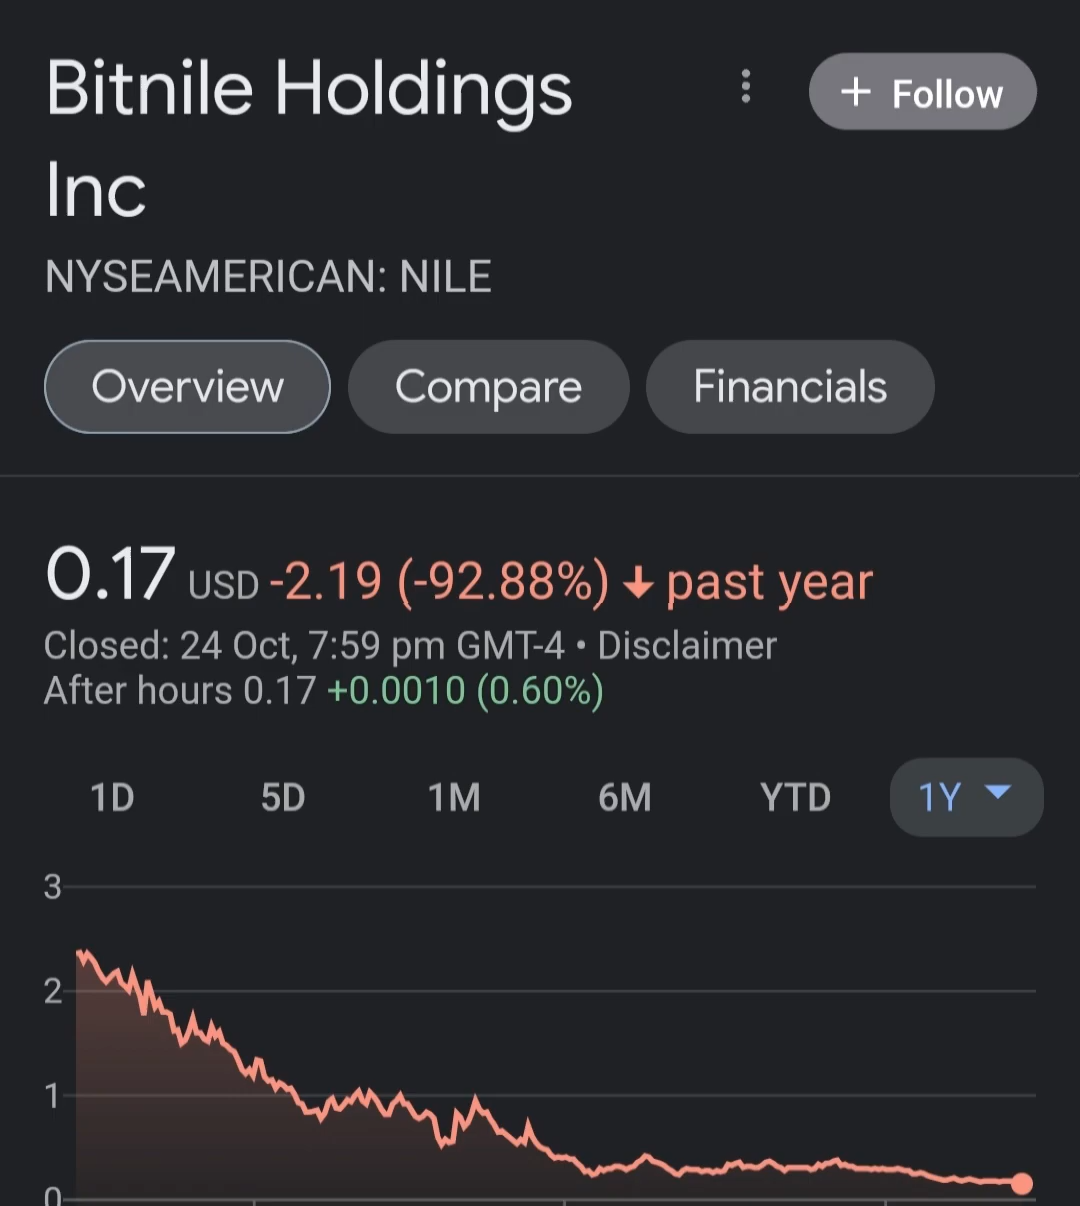 Bitnile Holdings
Inc
+ Follow
NYSEAMERICAN: NILE
Overview Compare Financials
0.17 USD -2.19 (-92.88%) ↓ past year
Closed: 24 Oct, 7:59 pm GMT-4 • Disclaimer
After hours 0.17 +0.0010 (0.60%)
1D 5D 1M 6M YTD 1Y
3
2
1
0